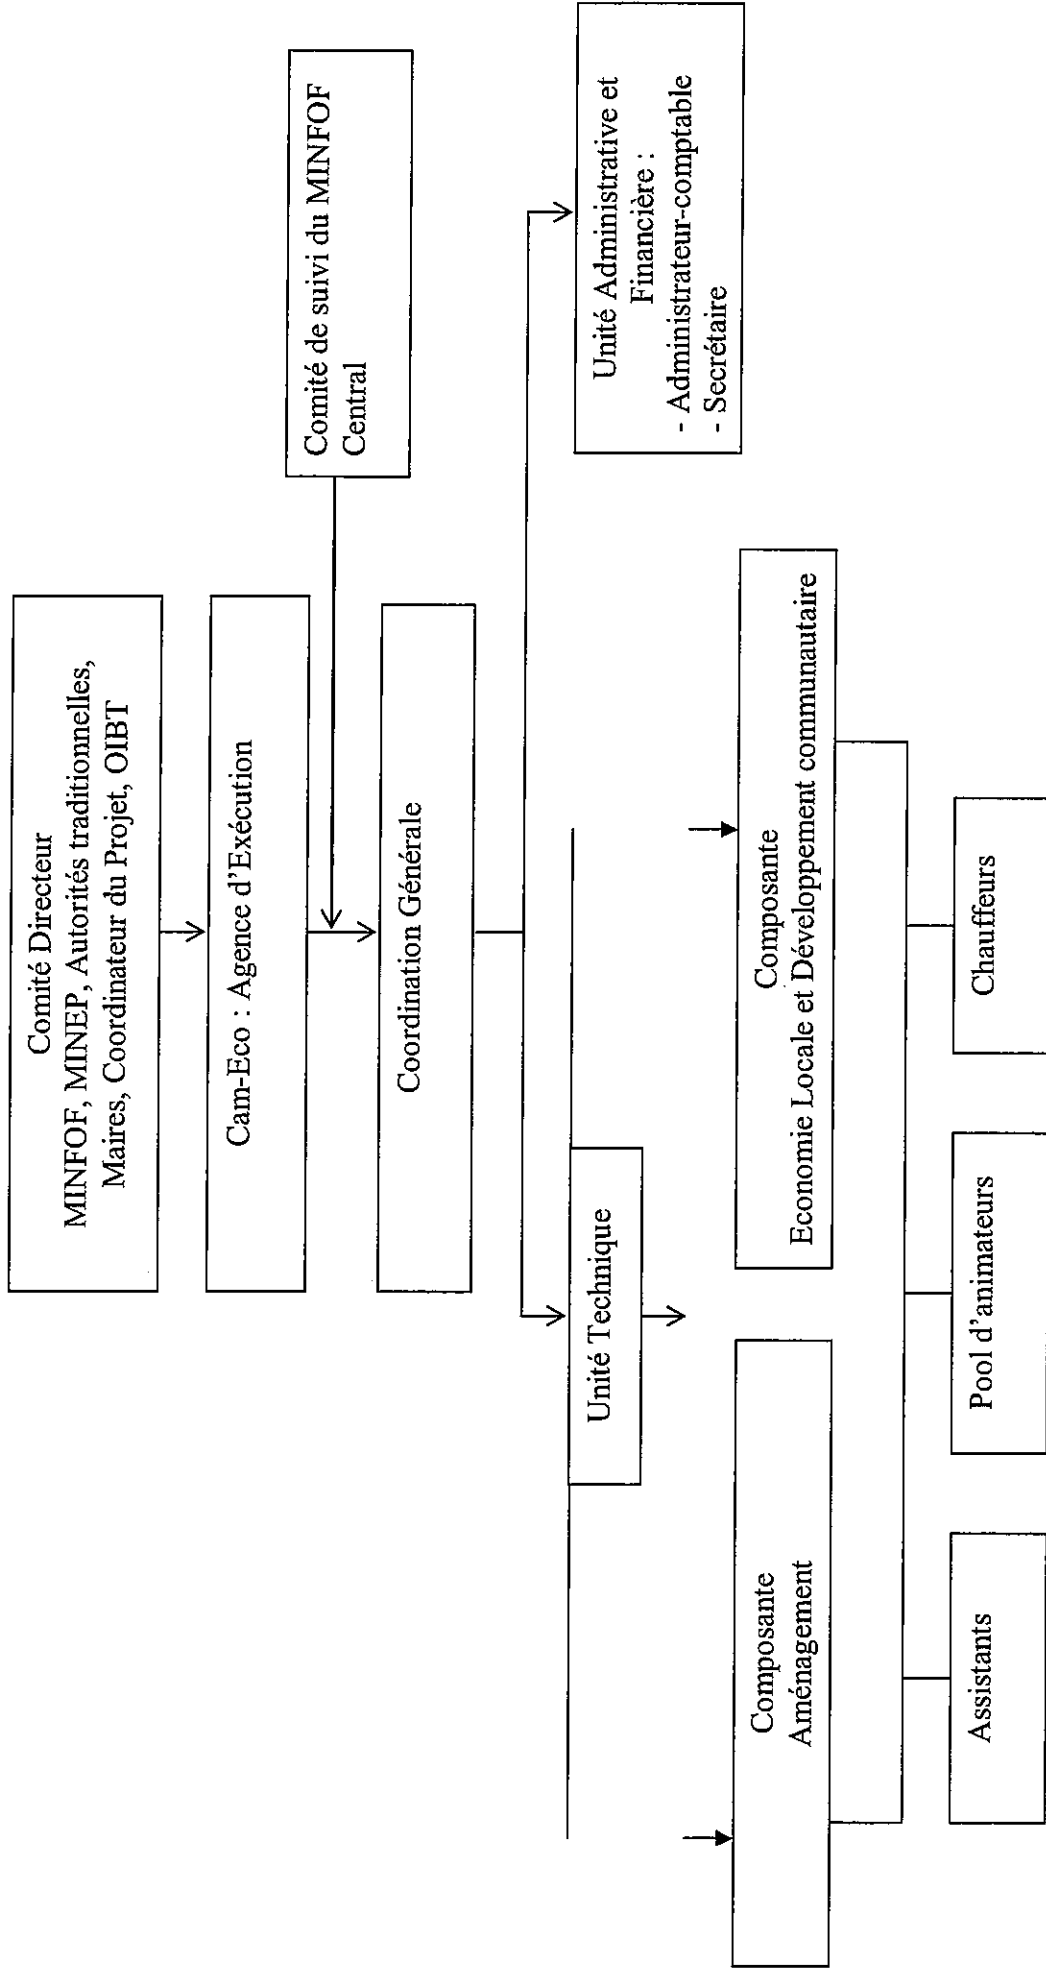 Comité Directeur
MINFOF, MINEP, Autorités traditionnelles,
Maires, Coordinateur du Projet, OIBT
Cam-Eco : Agence d'Exécution
Comité de suivi du MINFOF
Central
Coordination Générale
Unité Technique
Unité Administrative et
Financière :
- Administrateur-comptable
- Secrétaire
Composante
Aménagement
Composante
Economie Locale et Développement communautaire
Assistants
Pool d'animateurs
Chauffeurs